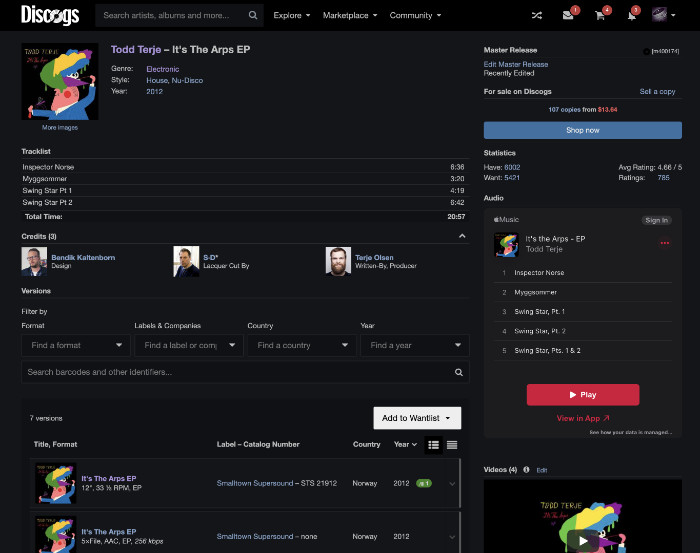 Discogs
Search artists, albums and more...
Explore
Marketplace
Community
1
4
2
TODD TERJE
It's The Arps
More images
Todd Terje – It's The Arps EP
Genre: Electronic
Style: House, Nu-Disco
Year: 2012
Tracklist
Inspector Norse 6:36
Myggsommer 3:20
Swing Star Pt 1 4:19
Swing Star Pt 2 6:42
Total Time: 20:57
Credits (3)
Bendik Kaltenborn
Design
S-D*
Lacquer Cut By
Terje Olsen
Written-By, Producer
Versions
Filter by
Format
Labels & Companies
Country
Year
Find a format
Find a label or comp
Find a country
Find a year
Search barcodes and other identifiers...
7 versions
Add to Wantlist
Title, Format
Label – Catalog Number
Country
Year
It's The Arps EP
12", 33 ⅓ RPM, EP
Smalltown Supersound – STS 21912
Norway
2012
1
It's The Arps EP
5×File, AAC, EP, 256 kbps
Smalltown Supersound – none
Norway
2012
Master Release
[m400174]
Edit Master Release
Recently Edited
For sale on Discogs
Sell a copy
107 copies from $13.64
Shop now
Statistics
Have: 6002
Avg Rating: 4.66 / 5
Want: 5421
Ratings: 785
Audio
Music
Sign In
It's the Arps - EP
Todd Terje
1 Inspector Norse
2 Myggsommer
3 Swing Star, Pt. 1
4 Swing Star, Pt. 2
5 Swing Star, Pts. 1 & 2
Play
View in App
See how your data is managed...
Videos (4)
Edit
TODD TERJE